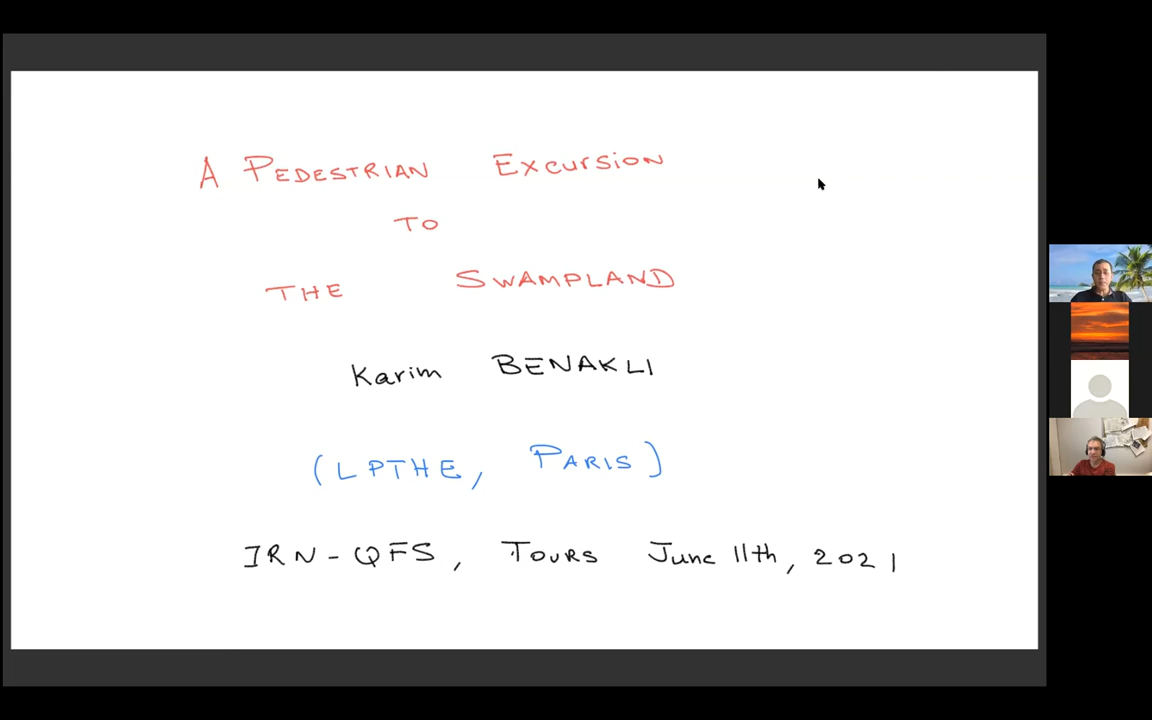 A PEDESTRIAN EXCURSION
TO
THE SWAMPLAND
Karim BENAKLI
(LPTHE, PARIS)
IRN-QFS, TOURS June 11th, 2021